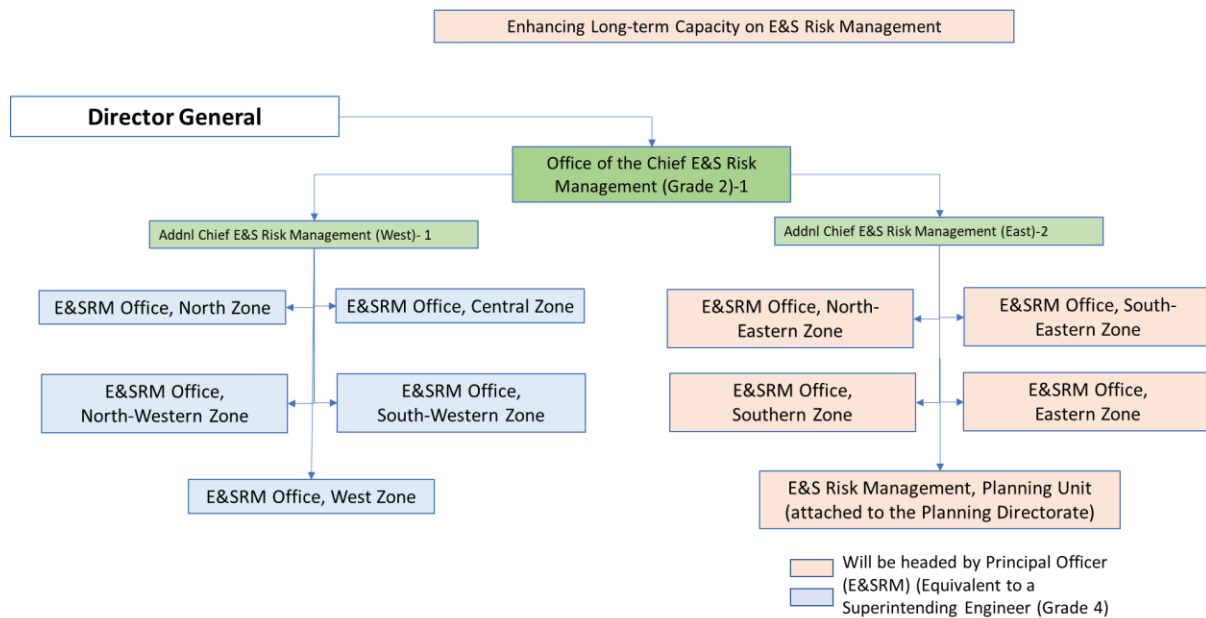 Enhancing Long-term Capacity on E&S Risk Management
Director General
Office of the Chief E&S Risk
Management (Grade 2)-1
Addnl Chief E&S Risk Management (West)- 1
Addnl Chief E&S Risk Management (East)-2
E&SRM Office, North Zone
E&SRM Office, Central Zone
E&SRM Office, North-
Eastern Zone
E&SRM Office, South-
Eastern Zone
E&SRM Office,
North-Western Zone
E&SRM Office,
South-Western Zone
E&SRM Office,
Southern Zone
E&SRM Office,
Eastern Zone
E&SRM Office, West Zone
E&S Risk Management, Planning Unit
(attached to the Planning Directorate)
Will be headed by Principal Officer
(E&SRM) (Equivalent to a
Superintending Engineer (Grade 4)